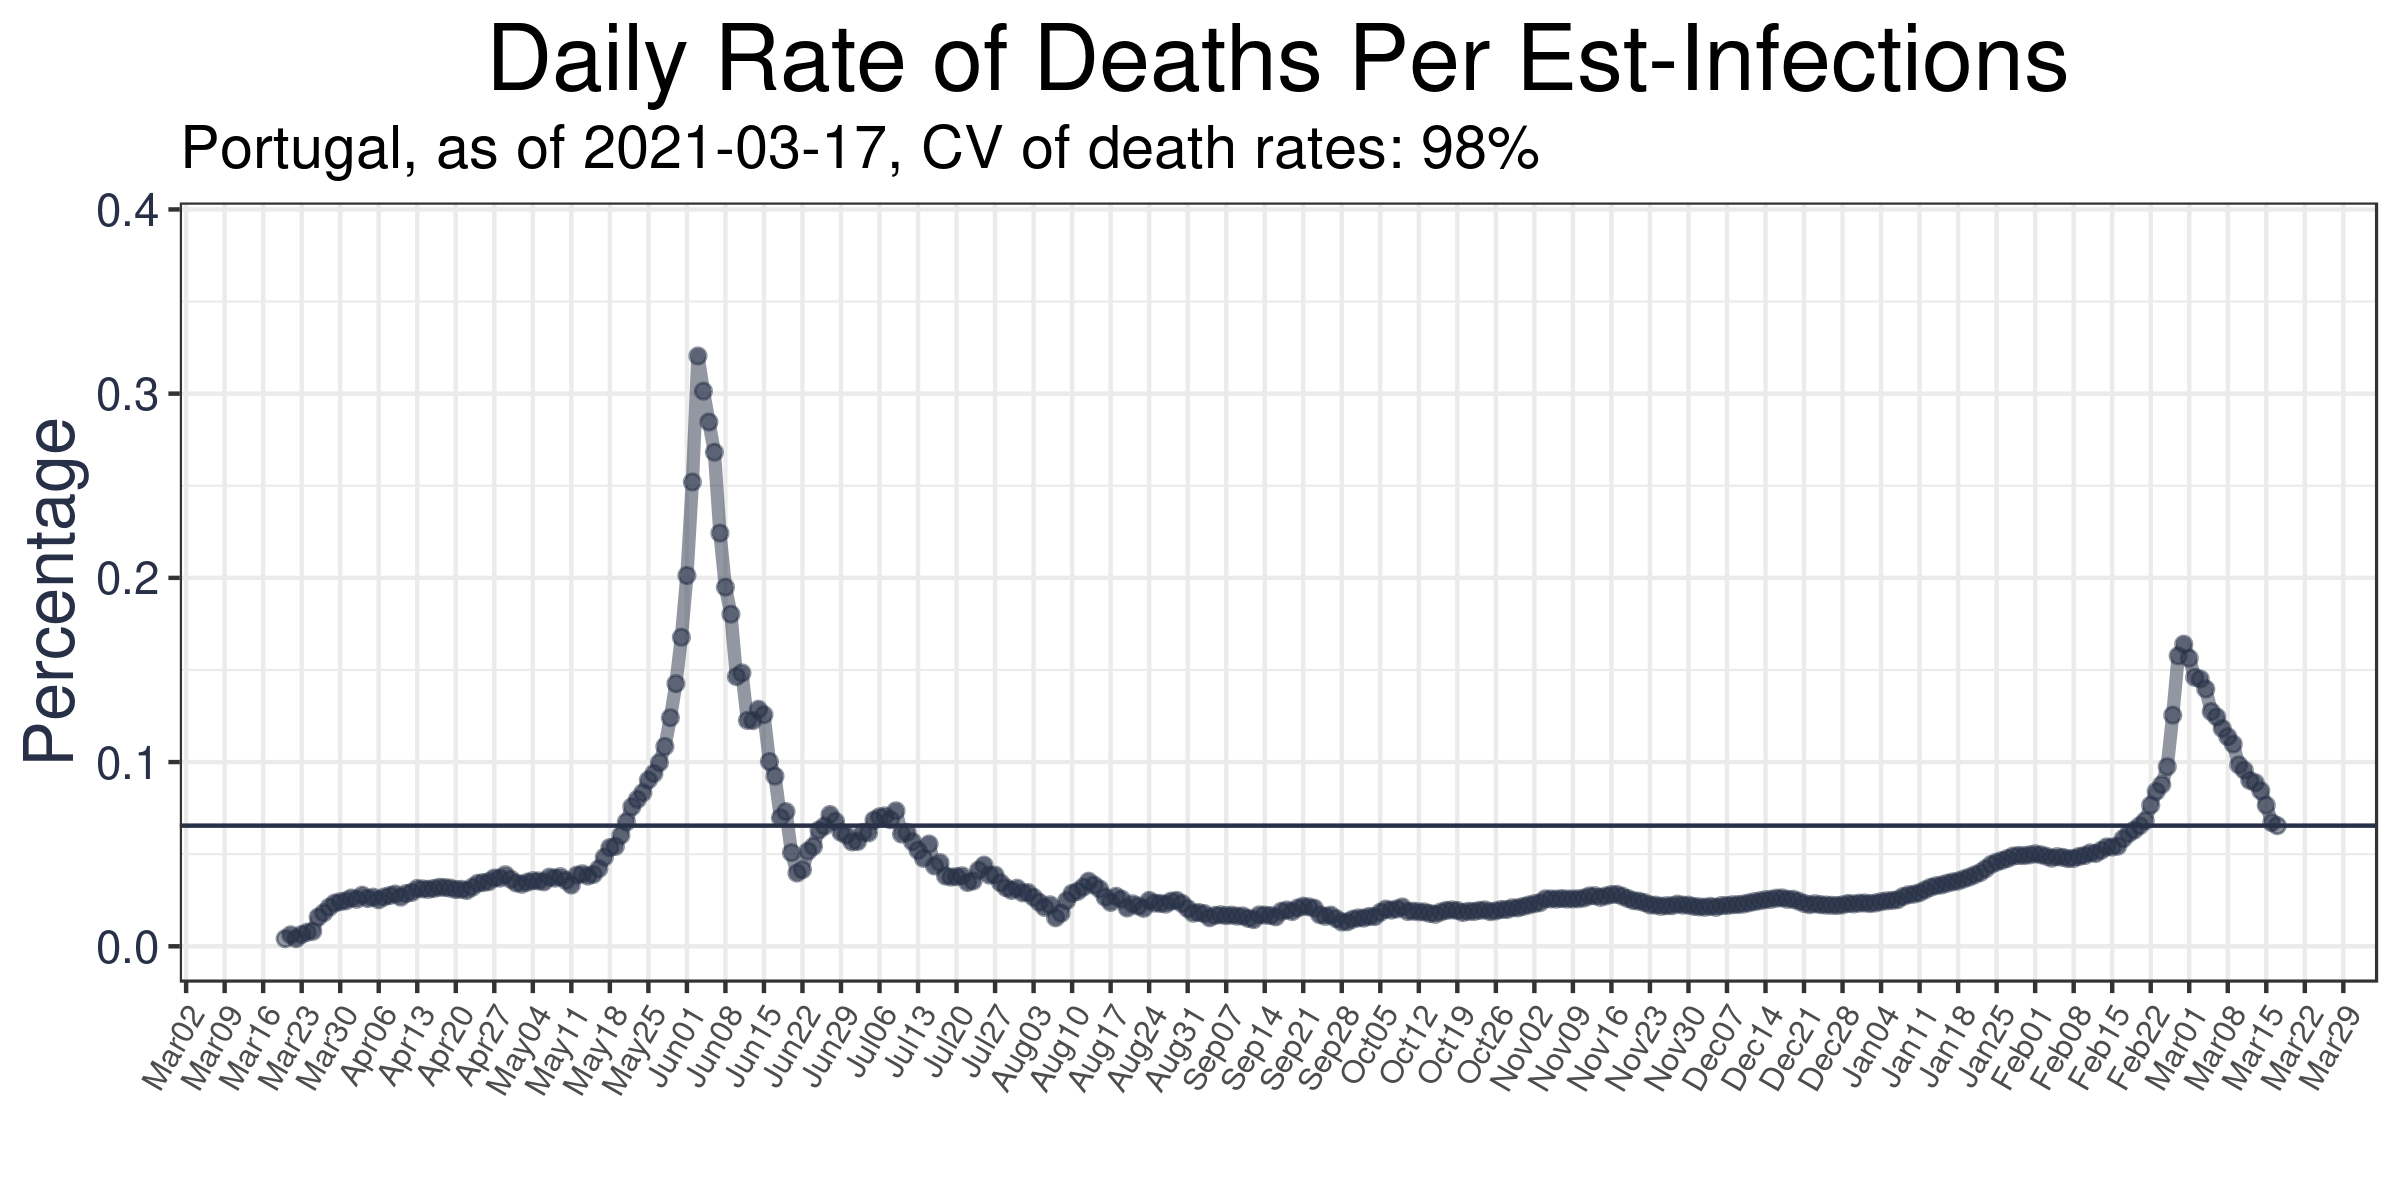 Daily Rate of Deaths Per Est-Infections
Portugal, as of 2021-03-17, CV of death rates: 98%
Percentage
0.4
0.3
0.2
0.1
0.0
Mar02 Mar09 Mar16 Mar23 Mar30 Apr06 Apr13 Apr20 Apr27 May04 May11 May18 May25 Jun01 Jun08 Jun15 Jun22 Jun29 Jul06 Jul13 Jul20 Jul27 Aug03 Aug10 Aug17 Aug24 Aug31 Sep07 Sep14 Sep21 Sep28 Oct05 Oct12 Oct19 Oct26 Nov02 Nov09 Nov16 Nov23 Nov30 Dec07 Dec14 Dec21 Dec28 Jan04 Jan11 Jan18 Jan25 Feb01 Feb08 Feb15 Feb22 Mar01 Mar08 Mar15 Mar22 Mar29